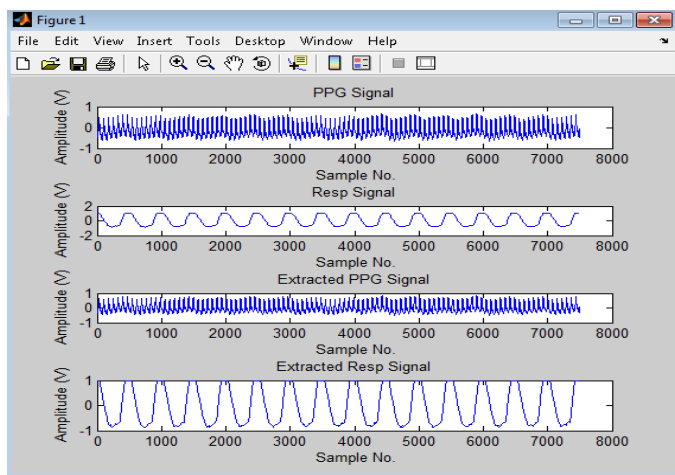 Figure 1
File Edit View Insert Tools Desktop Window Help
PPG Signal
Amplitude (V)
1
0
-1
0 1000 2000 3000 4000 5000 6000 7000 8000
Sample No.
Resp Signal
Amplitude (V)
2
0
-2
0 1000 2000 3000 4000 5000 6000 7000 8000
Sample No.
Extracted PPG Signal
Amplitude (V)
1
0
-1
0 1000 2000 3000 4000 5000 6000 7000 8000
Sample No.
Extracted Resp Signal
Amplitude (V)
1
0
-1
0 1000 2000 3000 4000 5000 6000 7000 8000
Sample No.